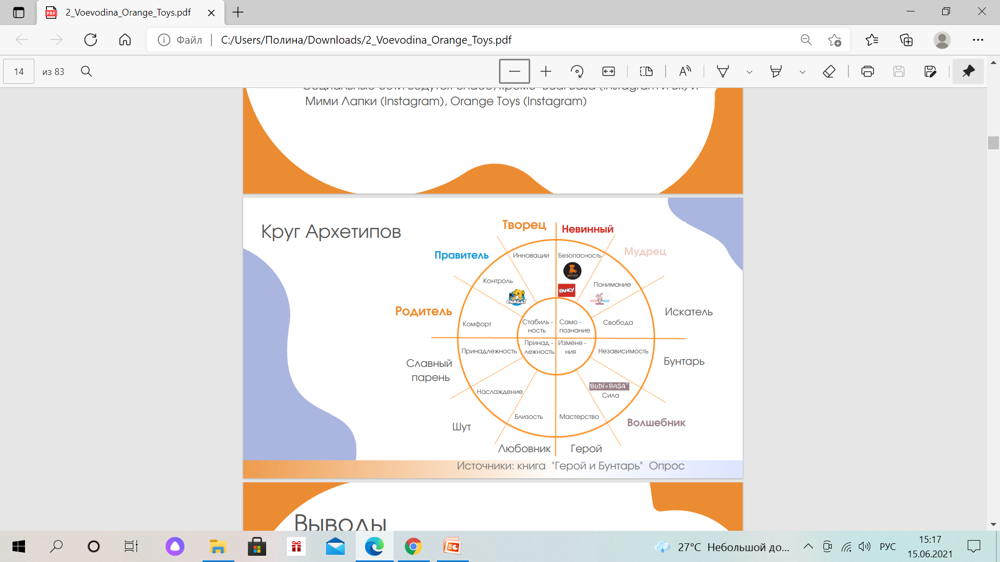 2_Voevodina_Orange_Toys.pdf
Файл
C:/Users/Полина/Downloads/2_Voevodina_Orange_Toys.pdf
14
из 83
Мими Лапки (Instagram), Orange Toys (Instagram)
Круг Архетипов
Творец
Невинный
Правитель
Мудрец
Инновации
Безопасность
Контроль
Понимание
FANCY
СИМБАТ
Родитель
Искатель
Комфорт
Стабиль -
ность
Само -
познание
Свобода
Принадлежность
Принад -
лежность
Измене -
ния
Независимость
Славный
парень
Бунтарь
BUDI BASA
Наслаждение
Сила
Близость
Мастерство
Шут
Волшебник
Любовник
Герой
Источники: книга "Герой и Бунтарь" Опрос
Выводы
27°C Небольшой до...
РУС
15:17
15.06.2021